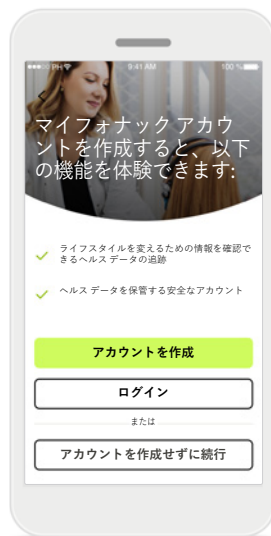 PH 9:41 AM 100 %
マイフォナック アカウ
ントを作成すると、以下
の機能を体験できます:
ライフスタイルを変えるための情報を確認で
きるヘルス データの追跡
ヘルス データを保管する安全なアカウント
アカウントを作成
ログイン
または
アカウントを作成せずに続行